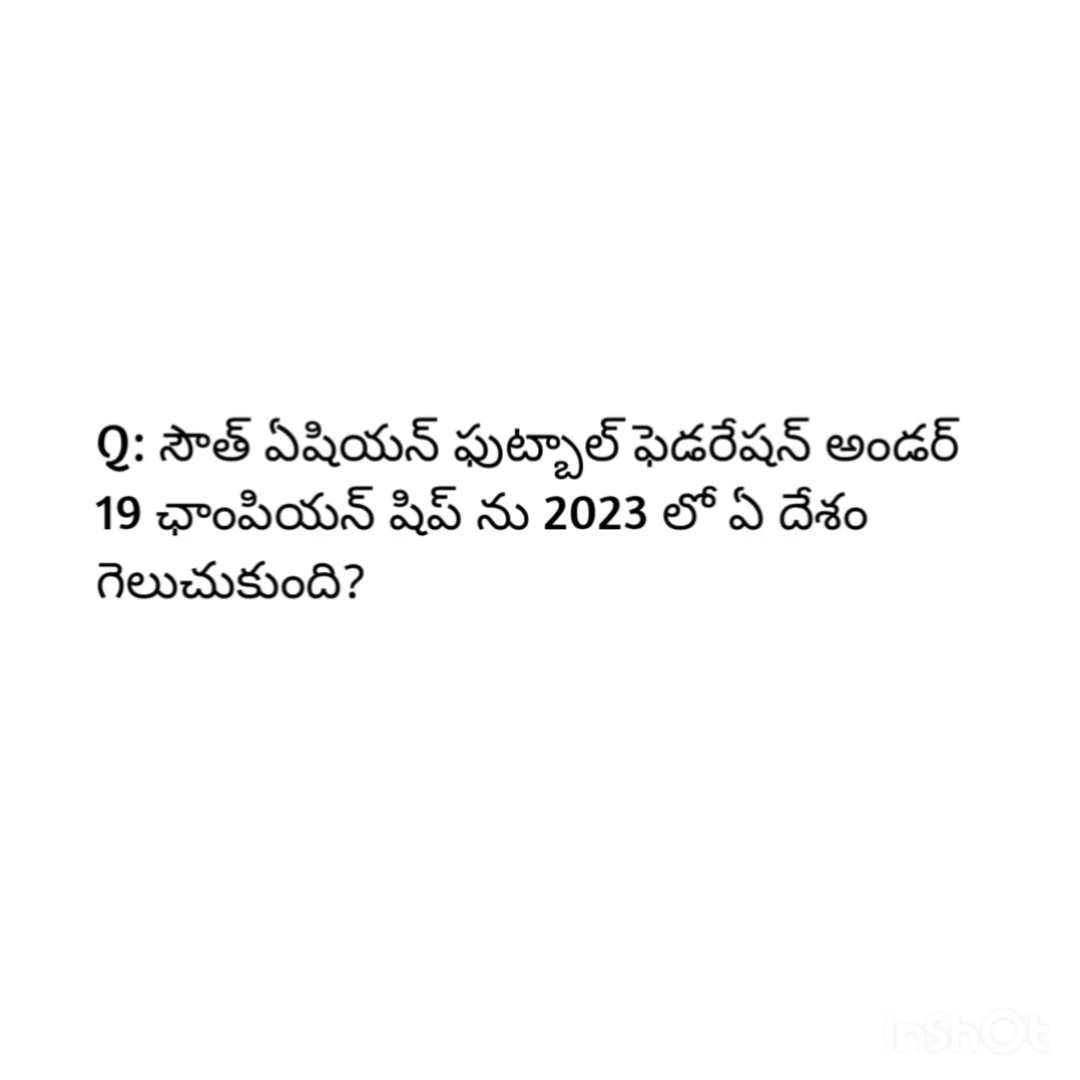 Q: సౌత్ ఏషియన్ ఫుట్బాల్ ఫెడరేషన్ అండర్
19 ఛాంపియన్ షిప్ ను 2023 లో ఏ దేశం
గెలుచుకుంది?
InShOt